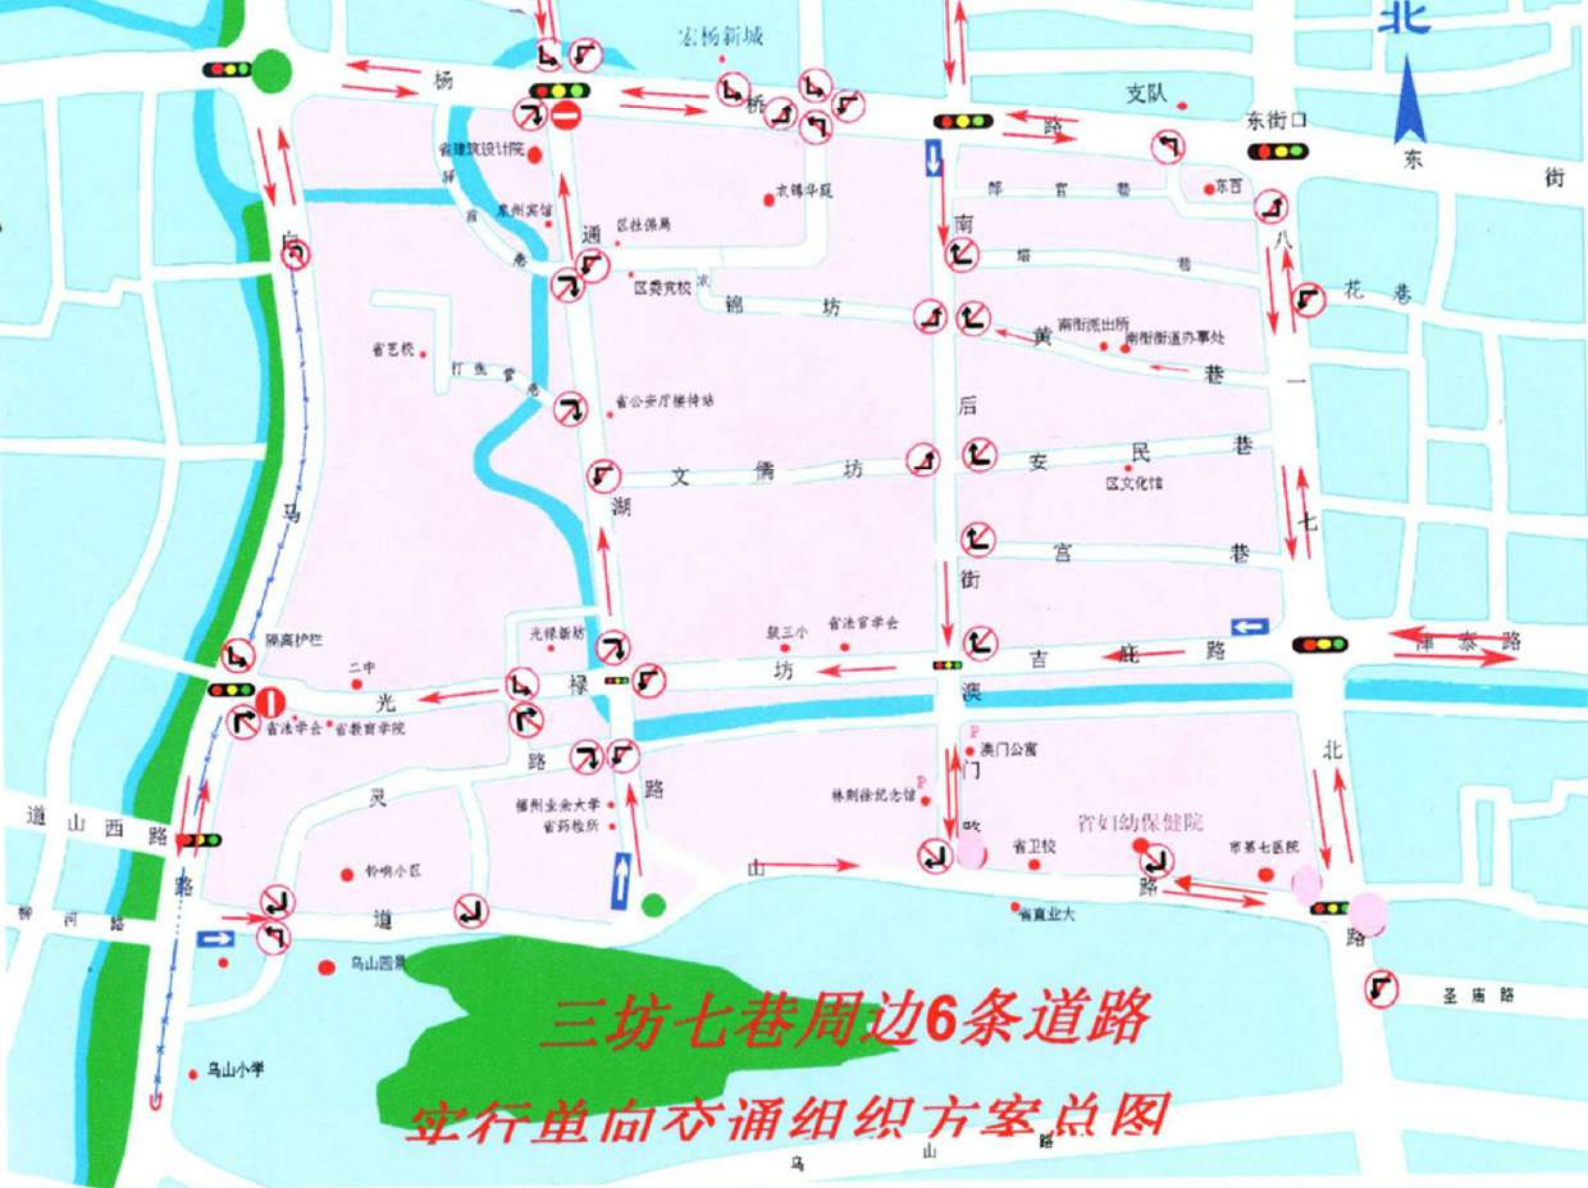 北
宏杨新城
杨桥路
支队
东街口
东街
省建筑设计院
衣锦华庭
东百
郎官巷
泉州宾馆
区社保局
通湖路
南后街
塔巷
八一七北路
花巷
区委党校
衣锦坊
黄巷
南街派出所
南街街道办事处
省艺校
打鱼营巷
省公安厅接待站
文儒坊
安民巷
区文化馆
白马路
宫巷
隔离护栏
光禄新坊
省法官学会
吉庇路
津泰路
二中
光禄坊
澳门路
省法学会
省教育学院
澳门公寓
P
P
林则徐纪念馆
福州业余大学
省药检所
省妇幼保健院
省卫校
市第七医院
道山西路
铃响小区
柳河路
道山路
省直业大
乌山图景
圣庙路
三坊七巷周边6条道路
实行单向交通组织方案总图
乌山小学
乌山路